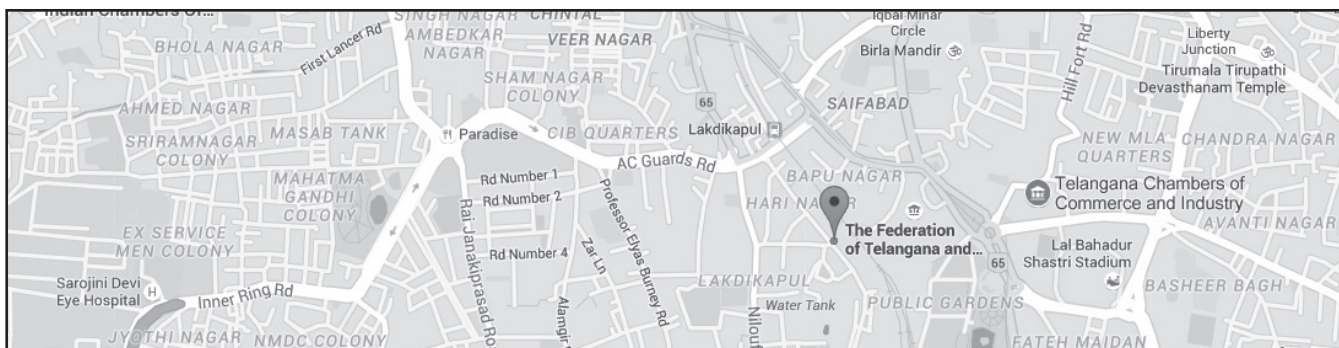 Indian Chambers Of...
SINGH NAGAR
CHINTAL
Iqbal Minar
Circle
First Lancer Rd
AMBEDKAR
NAGAR
VEER NAGAR
Birla Mandir
Hill Fort Rd
Liberty
Junction
BHOLA NAGAR
Tirumala Tirupathi
Devasthanam Temple
SHAM NAGAR
COLONY
65
SAIFABAD
AHMED NAGAR
MASAB TANK
Paradise
CIB QUARTERS
Lakdikapul
NEW MLA
QUARTERS
CHANDRA NAGAR
SRIRAMNAGAR
COLONY
AC Guards Rd
MAHATMA
GANDHI
COLONY
Rd Number 1
Rd Number 2
BAPU NAGAR
Telangana Chambers of
Commerce and Industry
HARI NAGAR
AVANTI NAGAR
EX SERVICE
MEN COLONY
Raj Janakiprasad
Rd Number 4
Zar Ln
Professor Elyas Burney Rd
The Federation
of Telangana and...
Lal Bahadur
Shastri Stadium
65
Sarojini Devi
Eye Hospital
H
Inner Ring Rd
Alamgir
LAKDIKAPUL
Water Tank
PUBLIC GARDENS
BASHEER BAGH
JYOTHI NAGAR
NMDC COLONY
FATEH MAIDAN